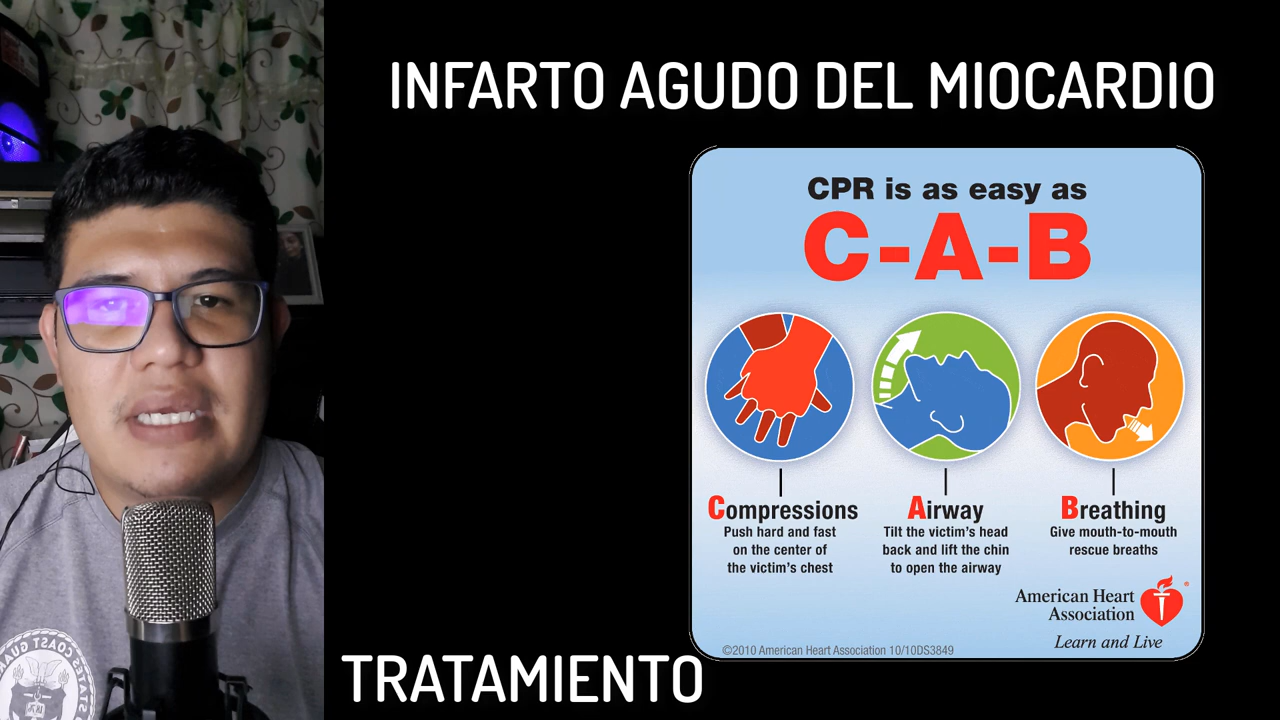 INFARTO AGUDO DEL MIOCARDIO
CPR is as easy as
C-A-B
Compressions
Push hard and fast
on the center of
the victim's chest
Airway
Tilt the victim's head
back and lift the chin
to open the airway
Breathing
Give mouth-to-mouth
rescue breaths
American Heart
Association
®
Learn and Live
©2010 American Heart Association 10/10DS3849
TRATAMIENTO